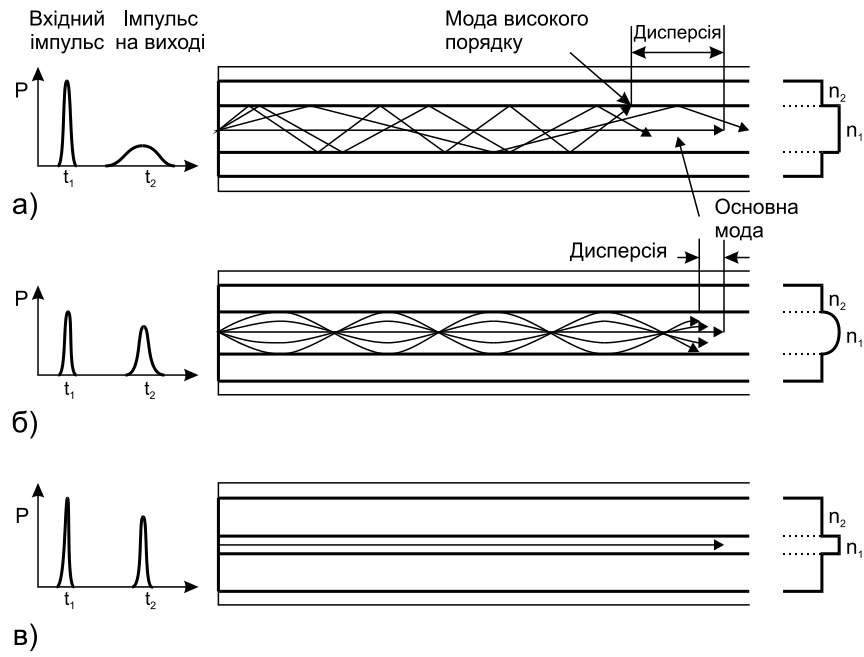 Вхідний
імпульс
Імпульс
на виході
Мода високого
порядку
Дисперсія
P
t₁
t₂
n₂
n₁
а)
Основна
мода
Дисперсія
P
t₁
t₂
n₂
n₁
б)
P
t₁
t₂
n₂
n₁
в)